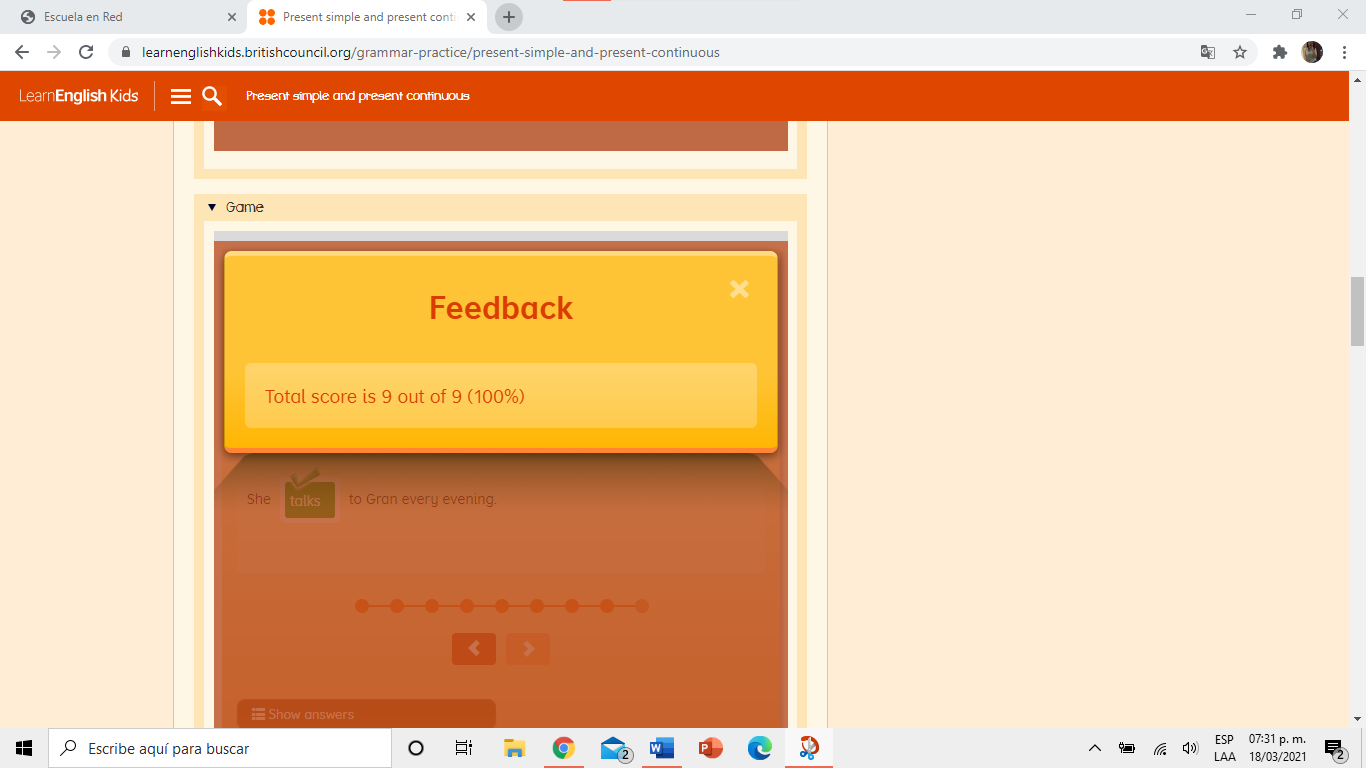 Escuela en Red
Present simple and present conti
learnenglishkids.britishcouncil.org/grammar-practice/present-simple-and-present-continuous
LearnEnglish Kids
Present simple and present continuous
Game
Feedback
Total score is 9 out of 9 (100%)
She talks to Gran every evening.
Show answers
Escribe aquí para buscar
2
ESP
LAA
07:31 p. m.
18/03/2021
2